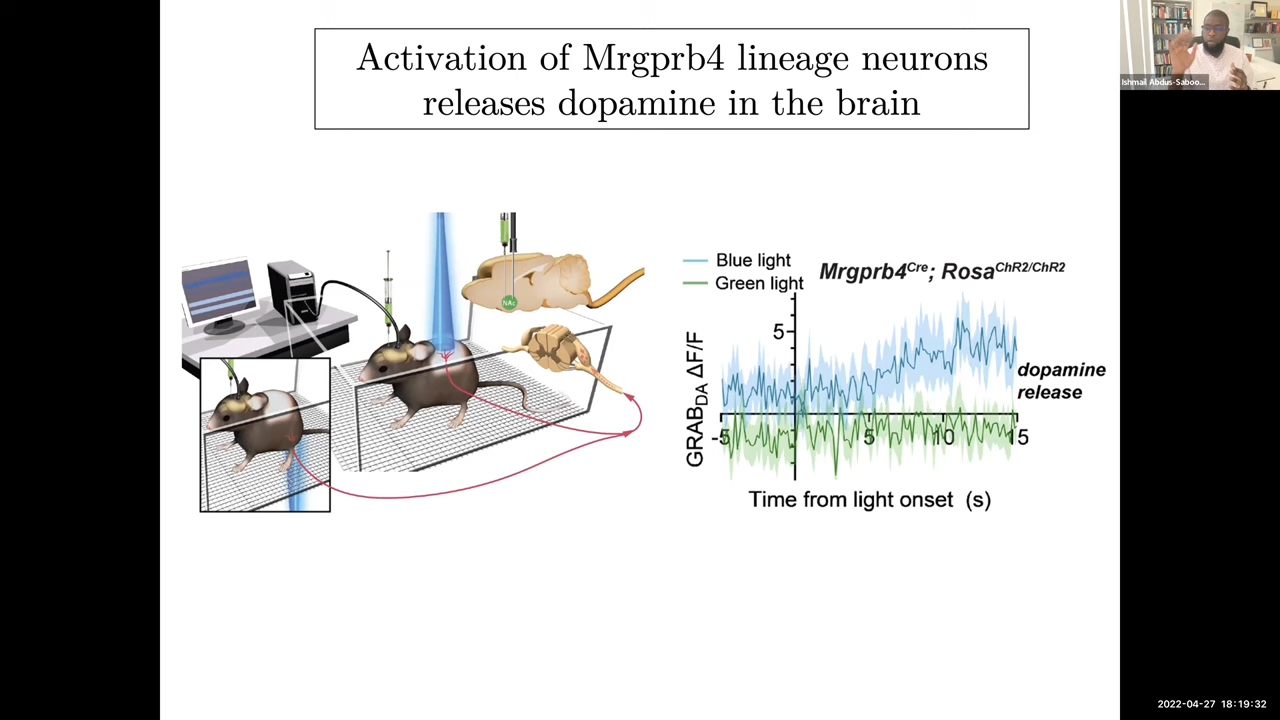 Activation of Mrgprb4 lineage neurons
releases dopamine in the brain
Ishmail Abdus-Saboo...
NAc
Blue light
Green light
Mrgprb4Cre; RosaChR2/ChR2
GRABDA ΔF/F
5
-5
5
10
15
dopamine
release
Time from light onset (s)
2022-04-27 18:19:32